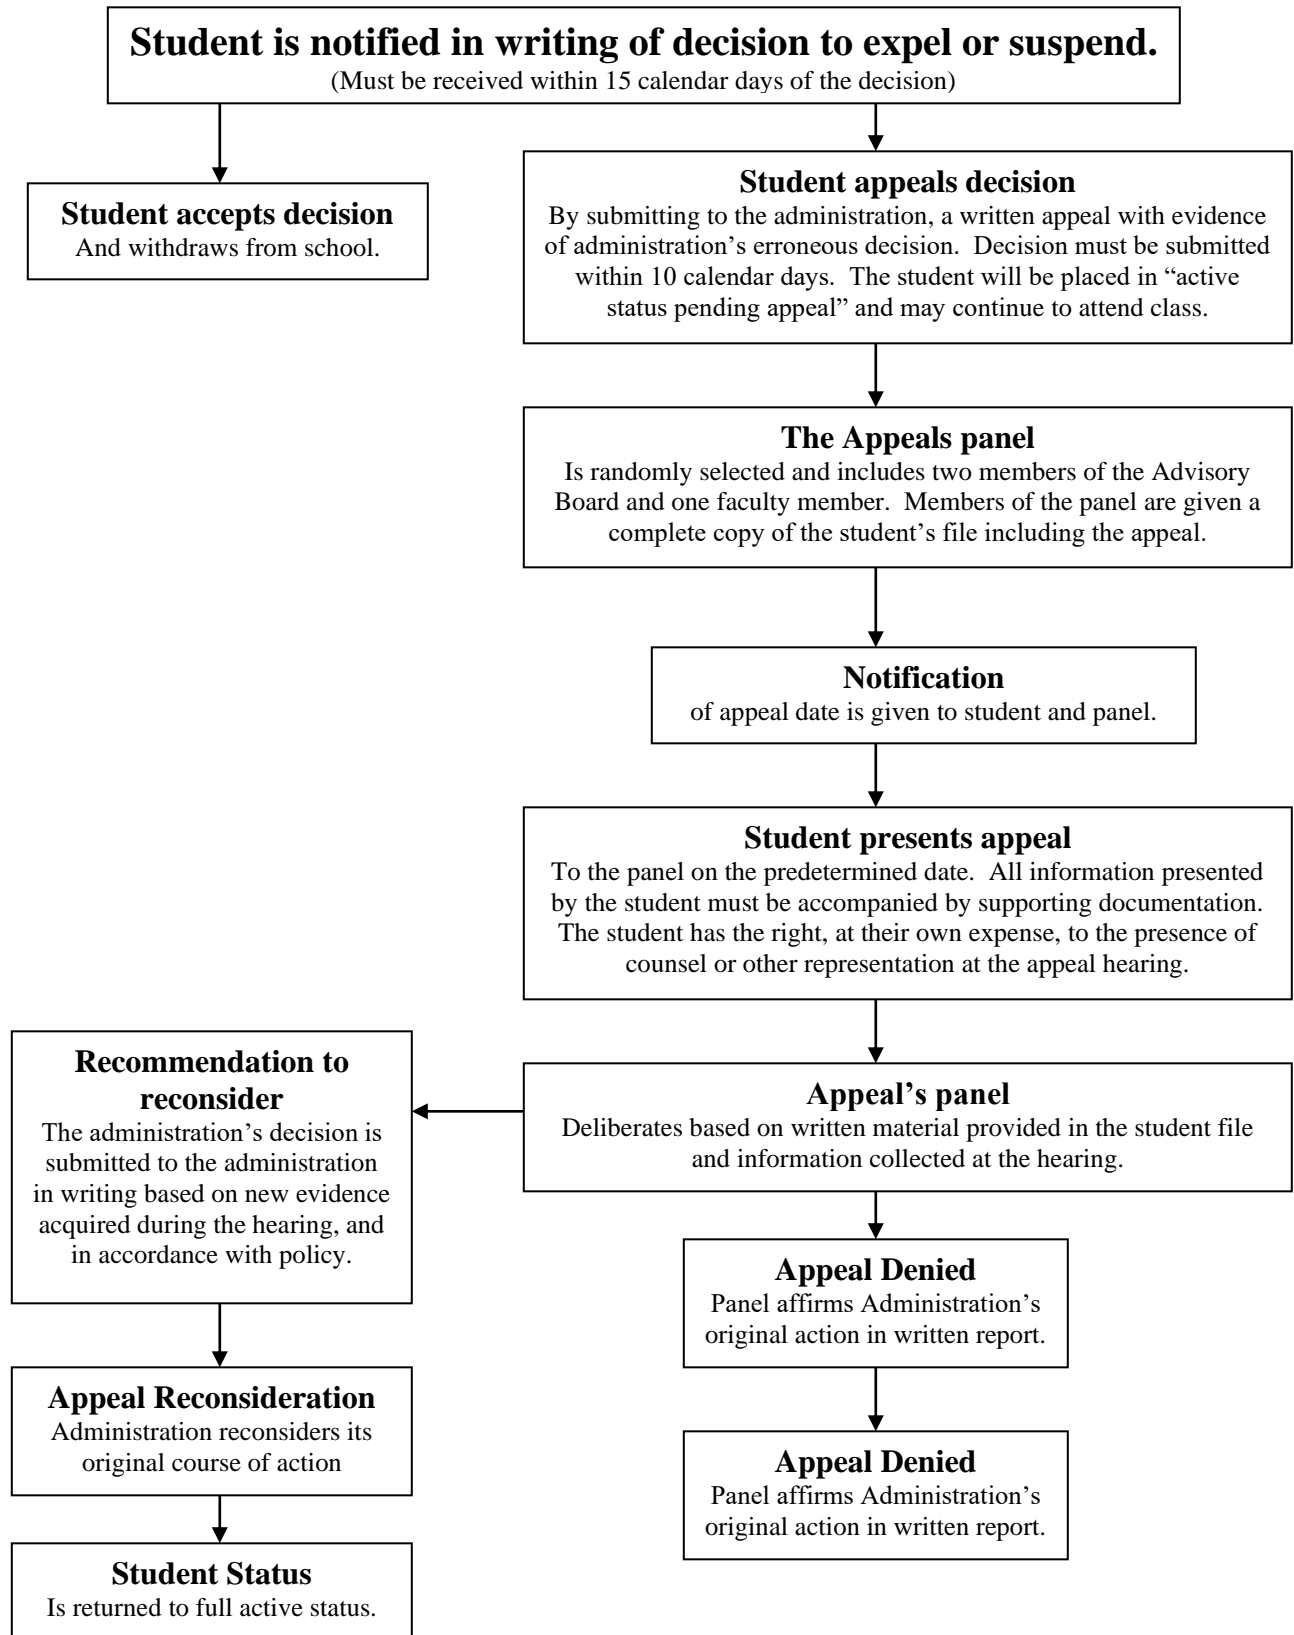 Student is notified in writing of decision to expel or suspend.
(Must be received within 15 calendar days of the decision)
Student accepts decision
And withdraws from school.
Student appeals decision
By submitting to the administration, a written appeal with evidence
of administration’s erroneous decision.  Decision must be submitted
within 10 calendar days.  The student will be placed in “active
status pending appeal” and may continue to attend class.
The Appeals panel
Is randomly selected and includes two members of the Advisory
Board and one faculty member.  Members of the panel are given a
complete copy of the student’s file including the appeal.
Notification
of appeal date is given to student and panel.
Student presents appeal
To the panel on the predetermined date.  All information presented
by the student must be accompanied by supporting documentation.
The student has the right, at their own expense, to the presence of
counsel or other representation at the appeal hearing.
Appeal’s panel
Deliberates based on written material provided in the student file
and information collected at the hearing.
Recommendation to
reconsider
The administration’s decision is
submitted to the administration
in writing based on new evidence
acquired during the hearing, and
in accordance with policy.
Appeal Denied
Panel affirms Administration’s
original action in written report.
Appeal Reconsideration
Administration reconsiders its
original course of action
Appeal Denied
Panel affirms Administration’s
original action in written report.
Student Status
Is returned to full active status.